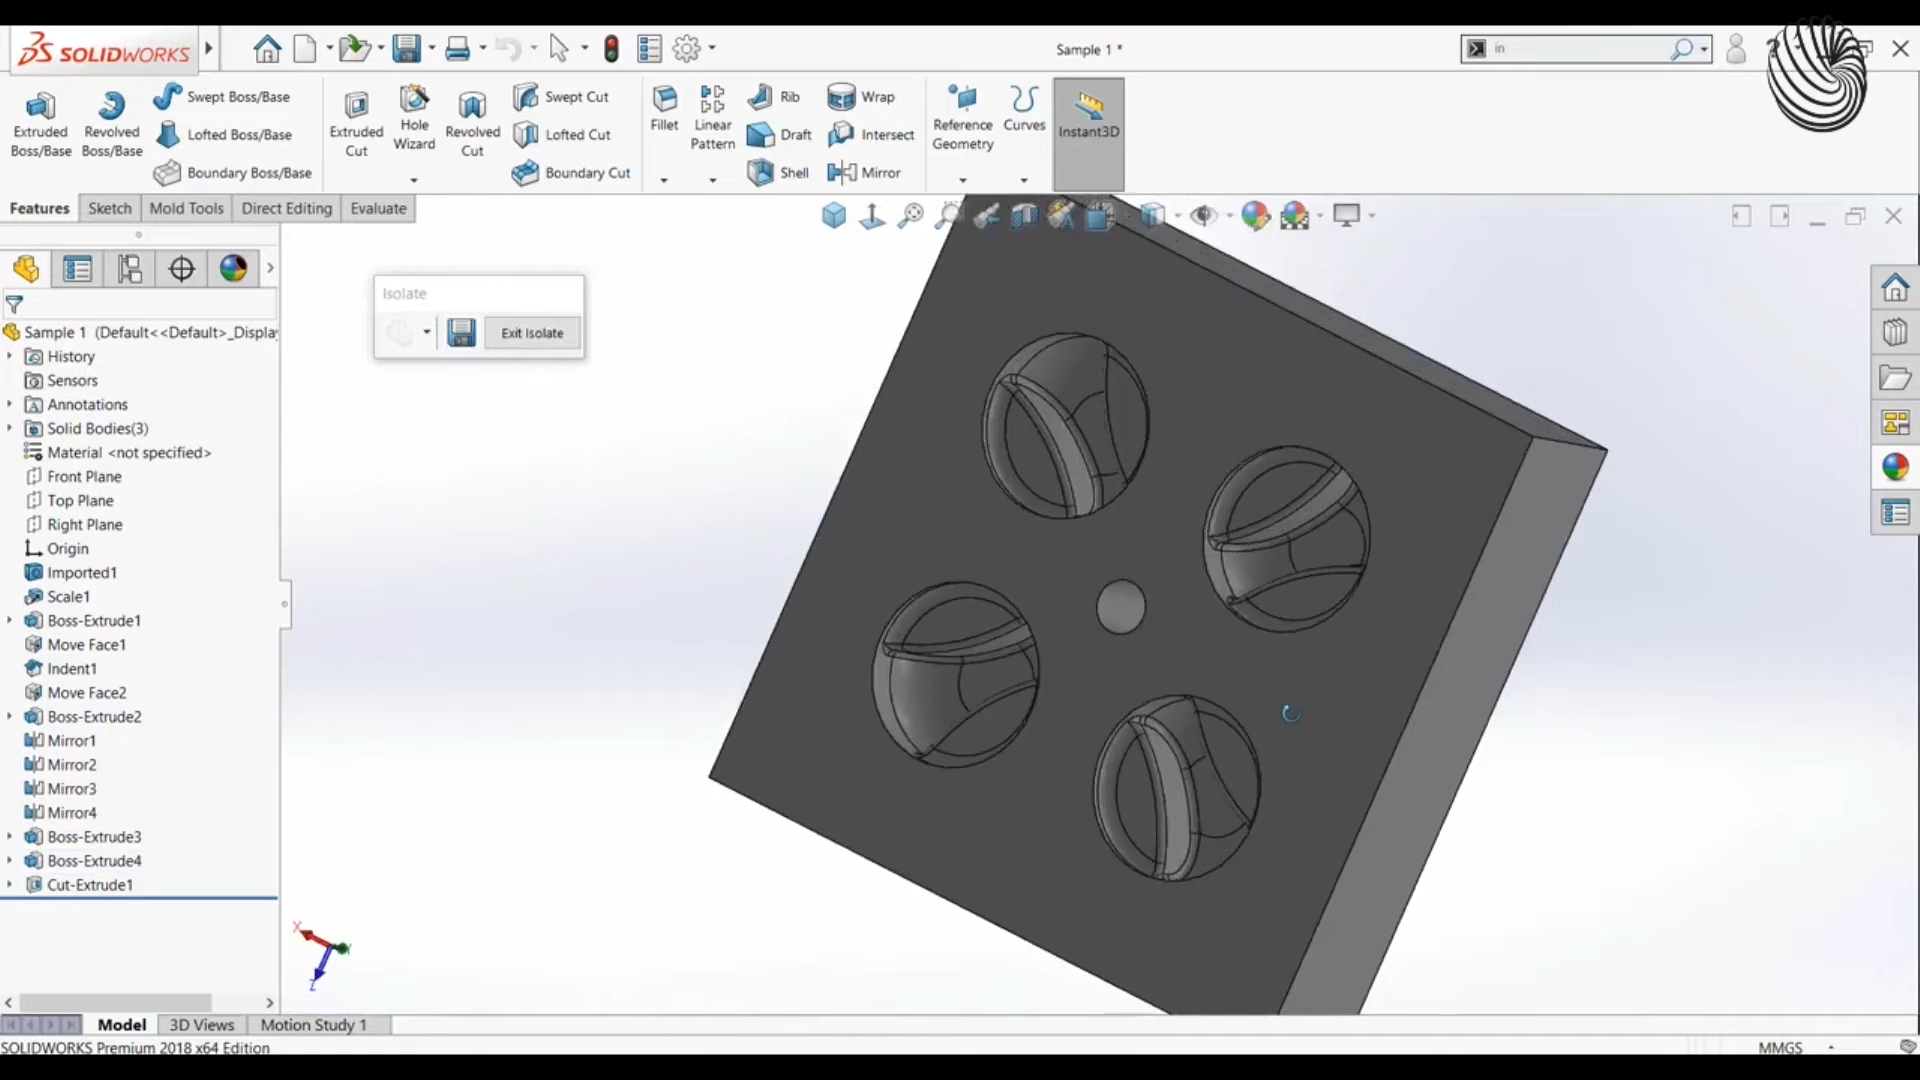 SOLIDWORKS
Sample 1 *
in
Extruded Boss/Base
Revolved Boss/Base
Swept Boss/Base
Lofted Boss/Base
Boundary Boss/Base
Extruded Cut
Hole Wizard
Revolved Cut
Swept Cut
Lofted Cut
Boundary Cut
Fillet
Linear Pattern
Rib
Draft
Shell
Wrap
Intersect
Mirror
Reference Geometry
Curves
Instant3D
Features
Sketch
Mold Tools
Direct Editing
Evaluate
Isolate
Exit Isolate
Sample 1 (Default<<Default>_Displa
History
Sensors
Annotations
Solid Bodies(3)
Material <not specified>
Front Plane
Top Plane
Right Plane
Origin
Imported1
Scale1
Boss-Extrude1
Move Face1
Indent1
Move Face2
Boss-Extrude2
Mirror1
Mirror2
Mirror3
Mirror4
Boss-Extrude3
Boss-Extrude4
Cut-Extrude1
X
Y
Z
Model
3D Views
Motion Study 1
SOLIDWORKS Premium 2018 x64 Edition
MMGS